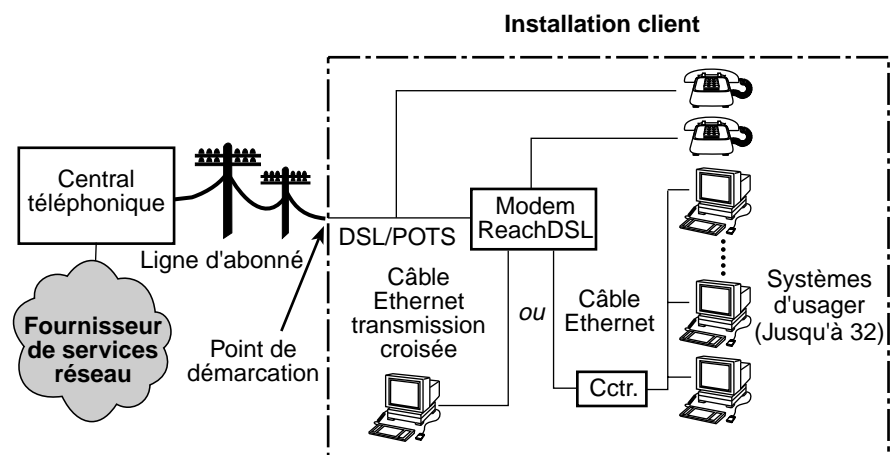 Installation client
Central
téléphonique
Modem
ReachDSL
DSL/POTS
Ligne d'abonné
Câble
Ethernet
transmission
croisée
ou
Câble
Ethernet
Systèmes
d'usager
(Jusqu'à 32)
Fournisseur
de services
réseau
Point de
démarcation
Cctr.